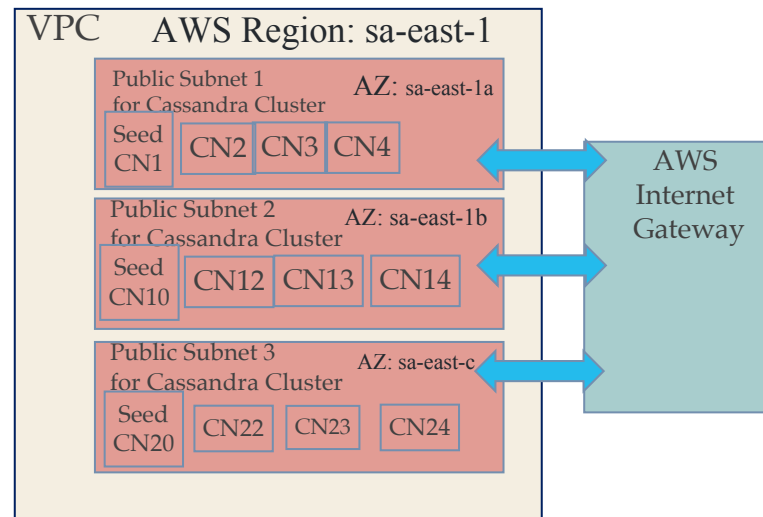 VPC
AWS Region: sa-east-1
Public Subnet 1
for Cassandra Cluster
AZ: sa-east-1a
Seed
CN1
CN2
CN3
CN4
Public Subnet 2
for Cassandra Cluster
AZ: sa-east-1b
Seed
CN10
CN12
CN13
CN14
Public Subnet 3
for Cassandra Cluster
AZ: sa-east-c
Seed
CN20
CN22
CN23
CN24
AWS
Internet
Gateway